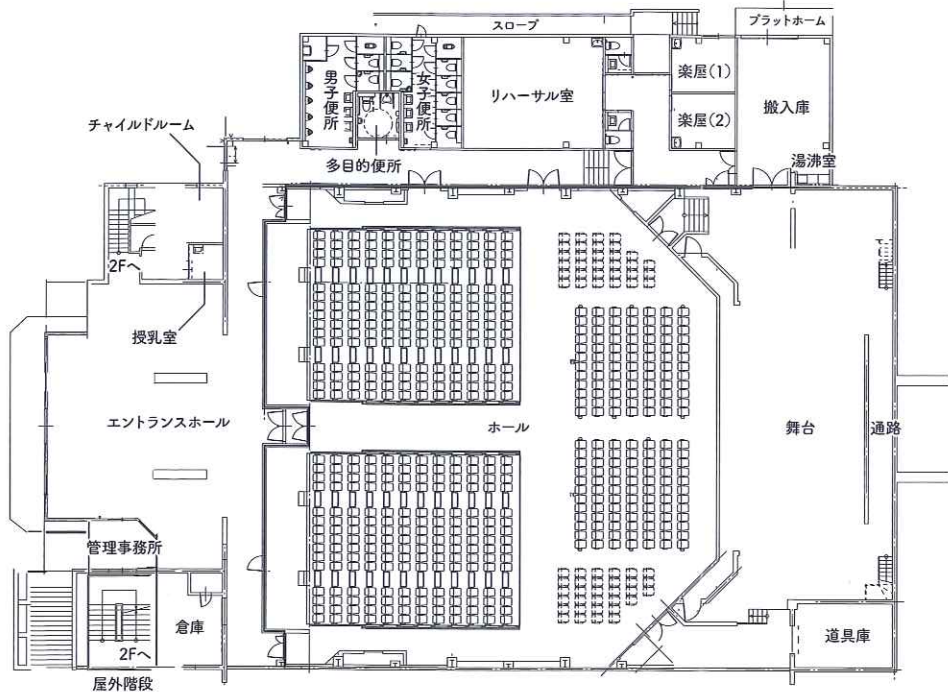 スロープ
プラットホーム
男子便所
女子便所
リハーサル室
楽屋(1)
楽屋(2)
搬入庫
チャイルドルーム
多目的便所
湯沸室
2Fへ
授乳室
エントランスホール
ホール
舞台
通路
管理事務所
倉庫
2Fへ
道具庫
屋外階段